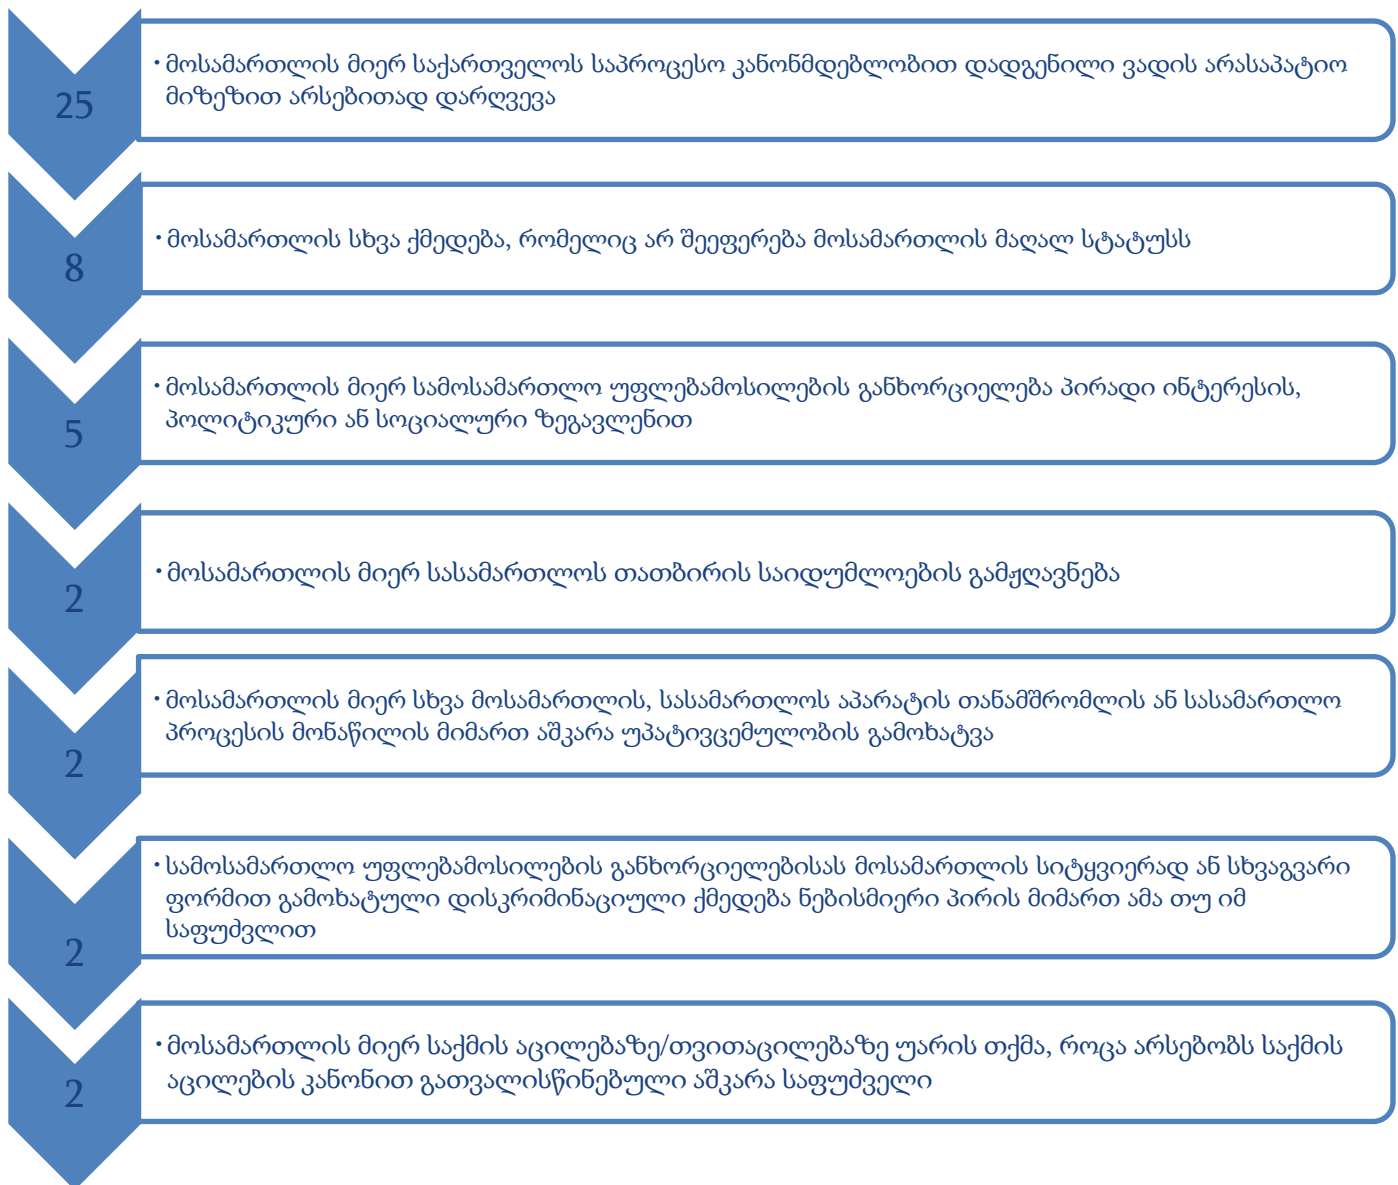 25
• მოსამართლის მიერ საქართველოს საპროცესო კანონმდებლობით დადგენილი ვადის არასაპატიო
მიზეზით არსებითად დარღვევა
8
• მოსამართლის სხვა ქმედება, რომელიც არ შეეფერება მოსამართლის მაღალ სტატუსს
5
• მოსამართლის მიერ სამოსამართლო უფლებამოსილების განხორციელება პირადი ინტერესის,
პოლიტიკური ან სოციალური ზეგავლენით
2
• მოსამართლის მიერ სასამართლოს თათბირის საიდუმლოების გამჟღავნება
2
• მოსამართლის მიერ სხვა მოსამართლის, სასამართლოს აპარატის თანამშრომლის ან სასამართლო
პროცესის მონაწილის მიმართ აშკარა უპატივცემულობის გამოხატვა
2
• სამოსამართლო უფლებამოსილების განხორციელებისას მოსამართლის სიტყვიერად ან სხვაგვარი
ფორმით გამოხატული დისკრიმინაციული ქმედება ნებისმიერი პირის მიმართ ამა თუ იმ
საფუძვლით
2
• მოსამართლის მიერ საქმის აცილებაზე/თვითაცილებაზე უარის თქმა, როცა არსებობს საქმის
აცილების კანონით გათვალისწინებული აშკარა საფუძველი